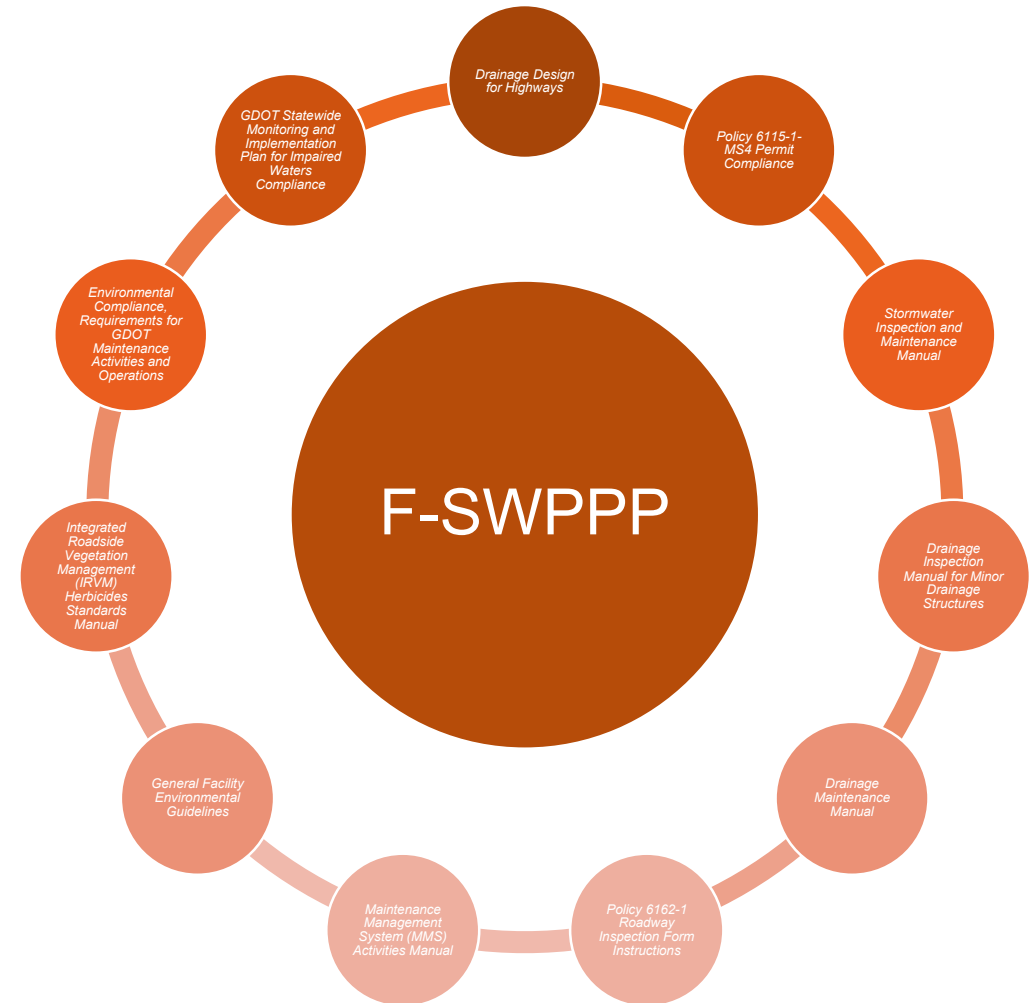 Drainage Design
for Highways
Policy 6115-1-
MS4 Permit
Compliance
Stormwater
Inspection and
Maintenance
Manual
Drainage
Inspection
Manual for Minor
Drainage
Structures
Drainage
Maintenance
Manual
Policy 6162-1
Roadway
Inspection Form
Instructions
Maintenance
Management
System (MMS)
Activities Manual
General Facility
Environmental
Guidelines
Integrated
Roadside
Vegetation
Management
(IRVM)
Herbicides
Standards
Manual
Environmental
Compliance,
Requirements for
GDOT
Maintenance
Activities and
Operations
GDOT Statewide
Monitoring and
Implementation
Plan for Impaired
Waters
Compliance
F-SWPPP